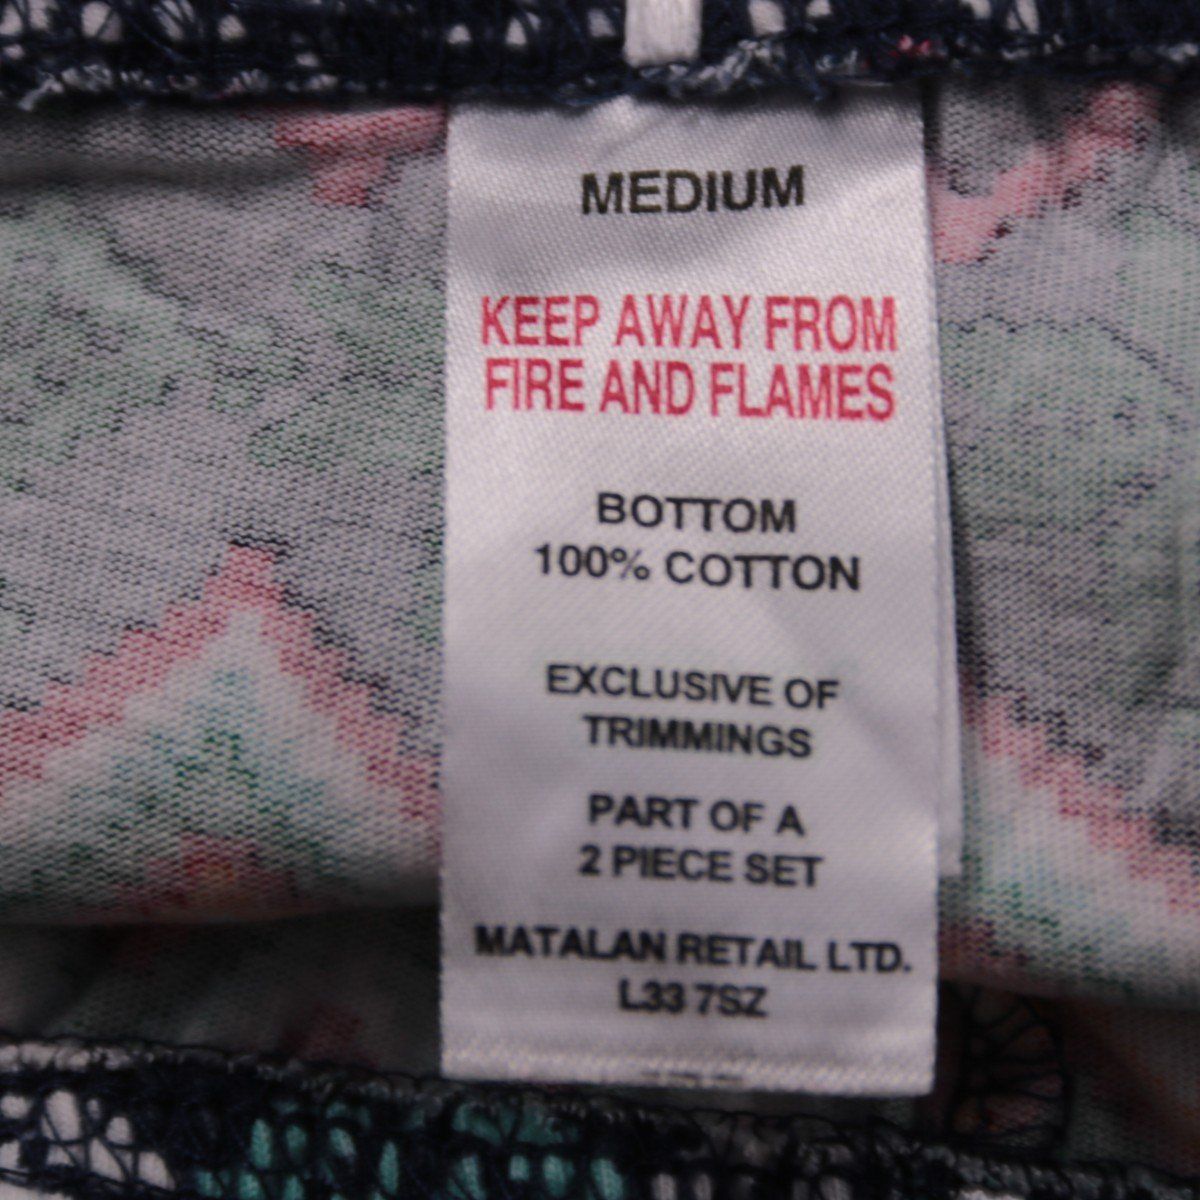 MEDIUM
KEEP AWAY FROM
FIRE AND FLAMES
BOTTOM
100% COTTON
EXCLUSIVE OF
TRIMMINGS
PART OF A
2 PIECE SET
MATALAN RETAIL LTD.
L33 7SZ